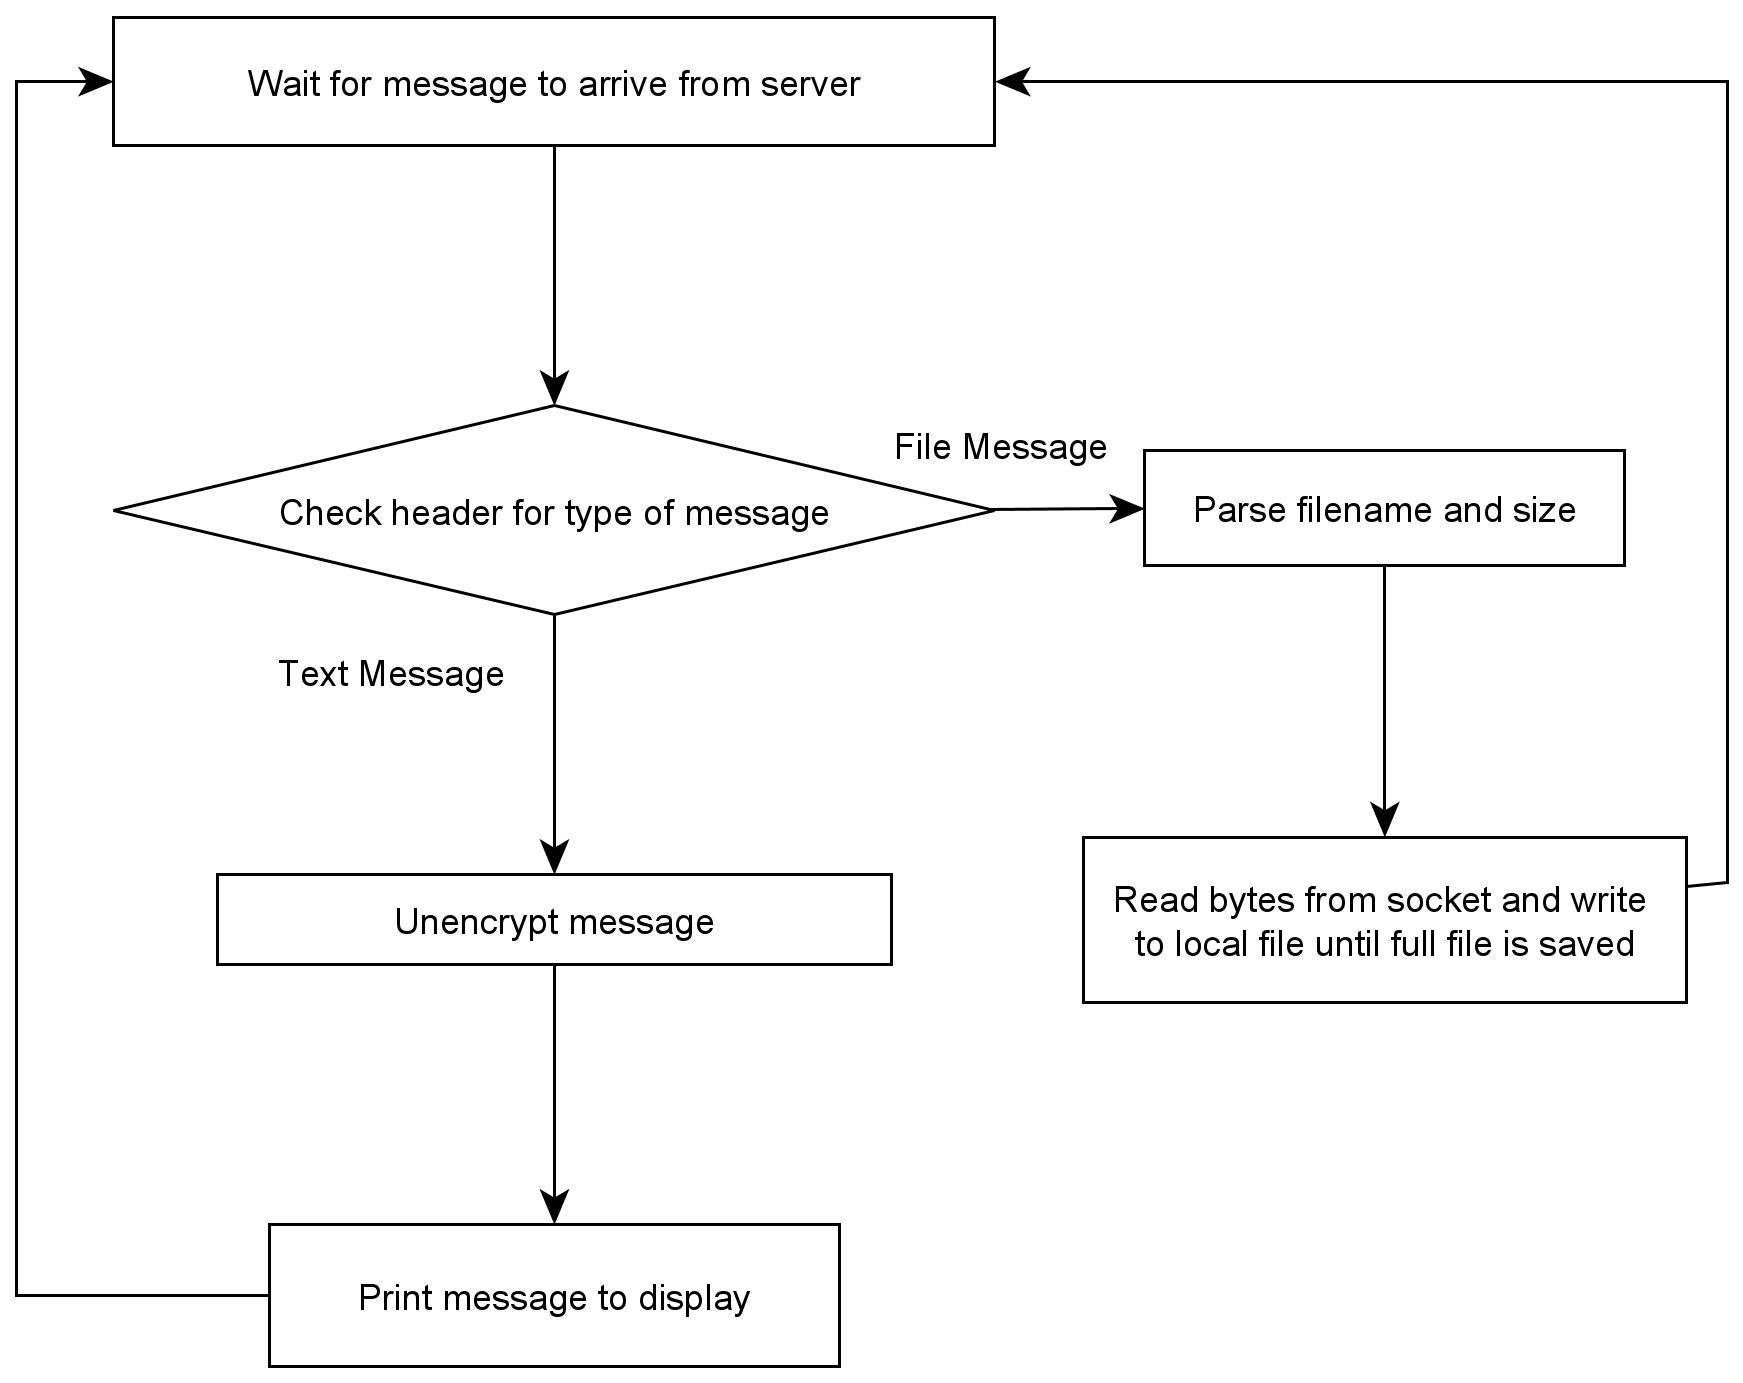 Wait for message to arrive from server
File Message
Check header for type of message
Parse filename and size
Text Message
Unencrypt message
Read bytes from socket and write
to local file until full file is saved
Print message to display